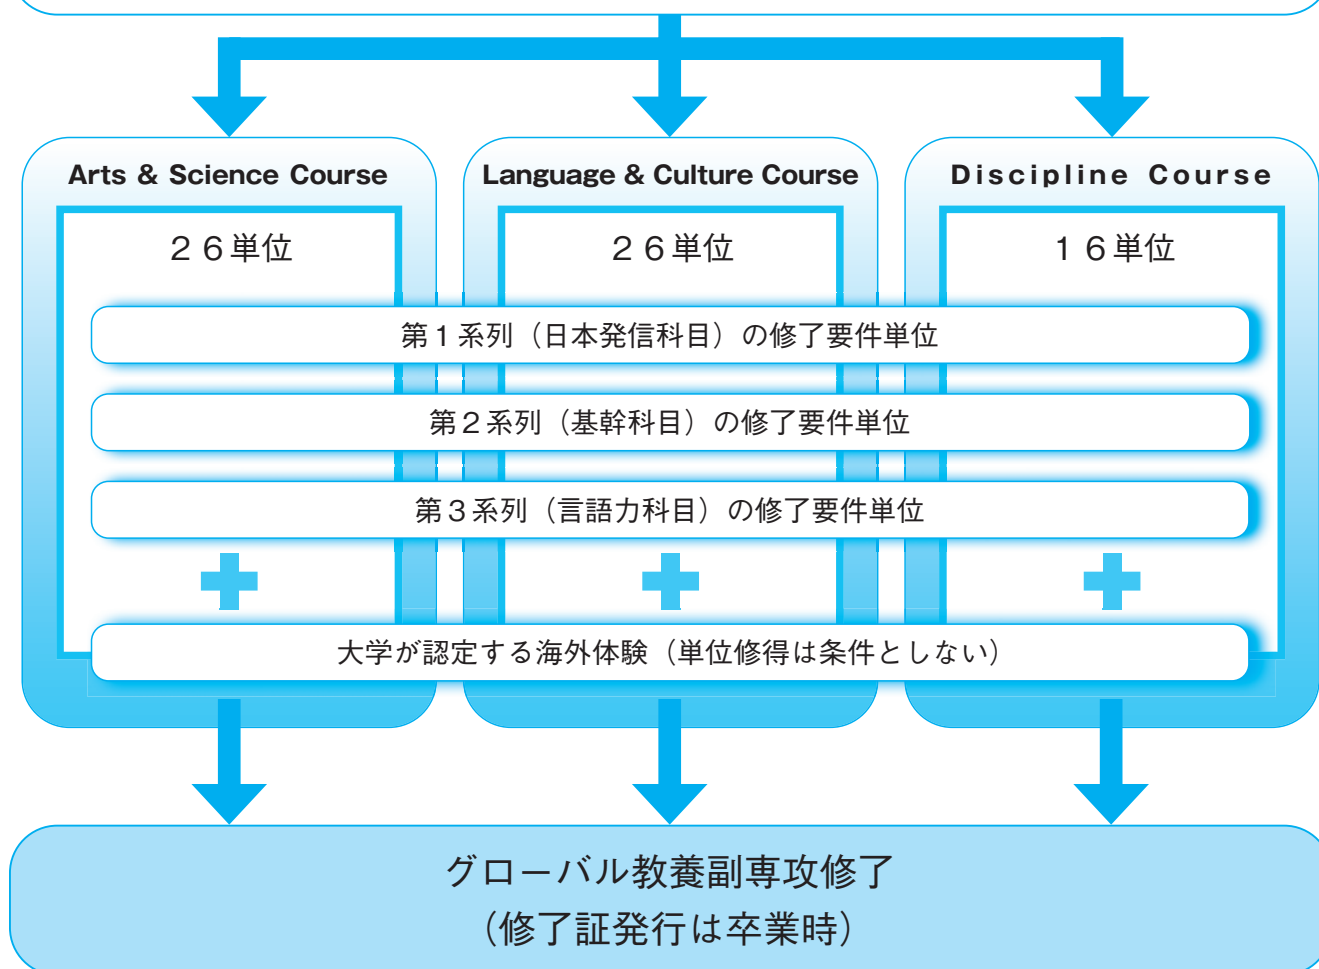 Arts & Science Course
Language & Culture Course
Discipline Course
２６単位
２６単位
１６単位
第１系列（日本発信科目）の修了要件単位
第２系列（基幹科目）の修了要件単位
第３系列（言語力科目）の修了要件単位
大学が認定する海外体験（単位修得は条件としない）
グローバル教養副専攻修了
（修了証発行は卒業時）